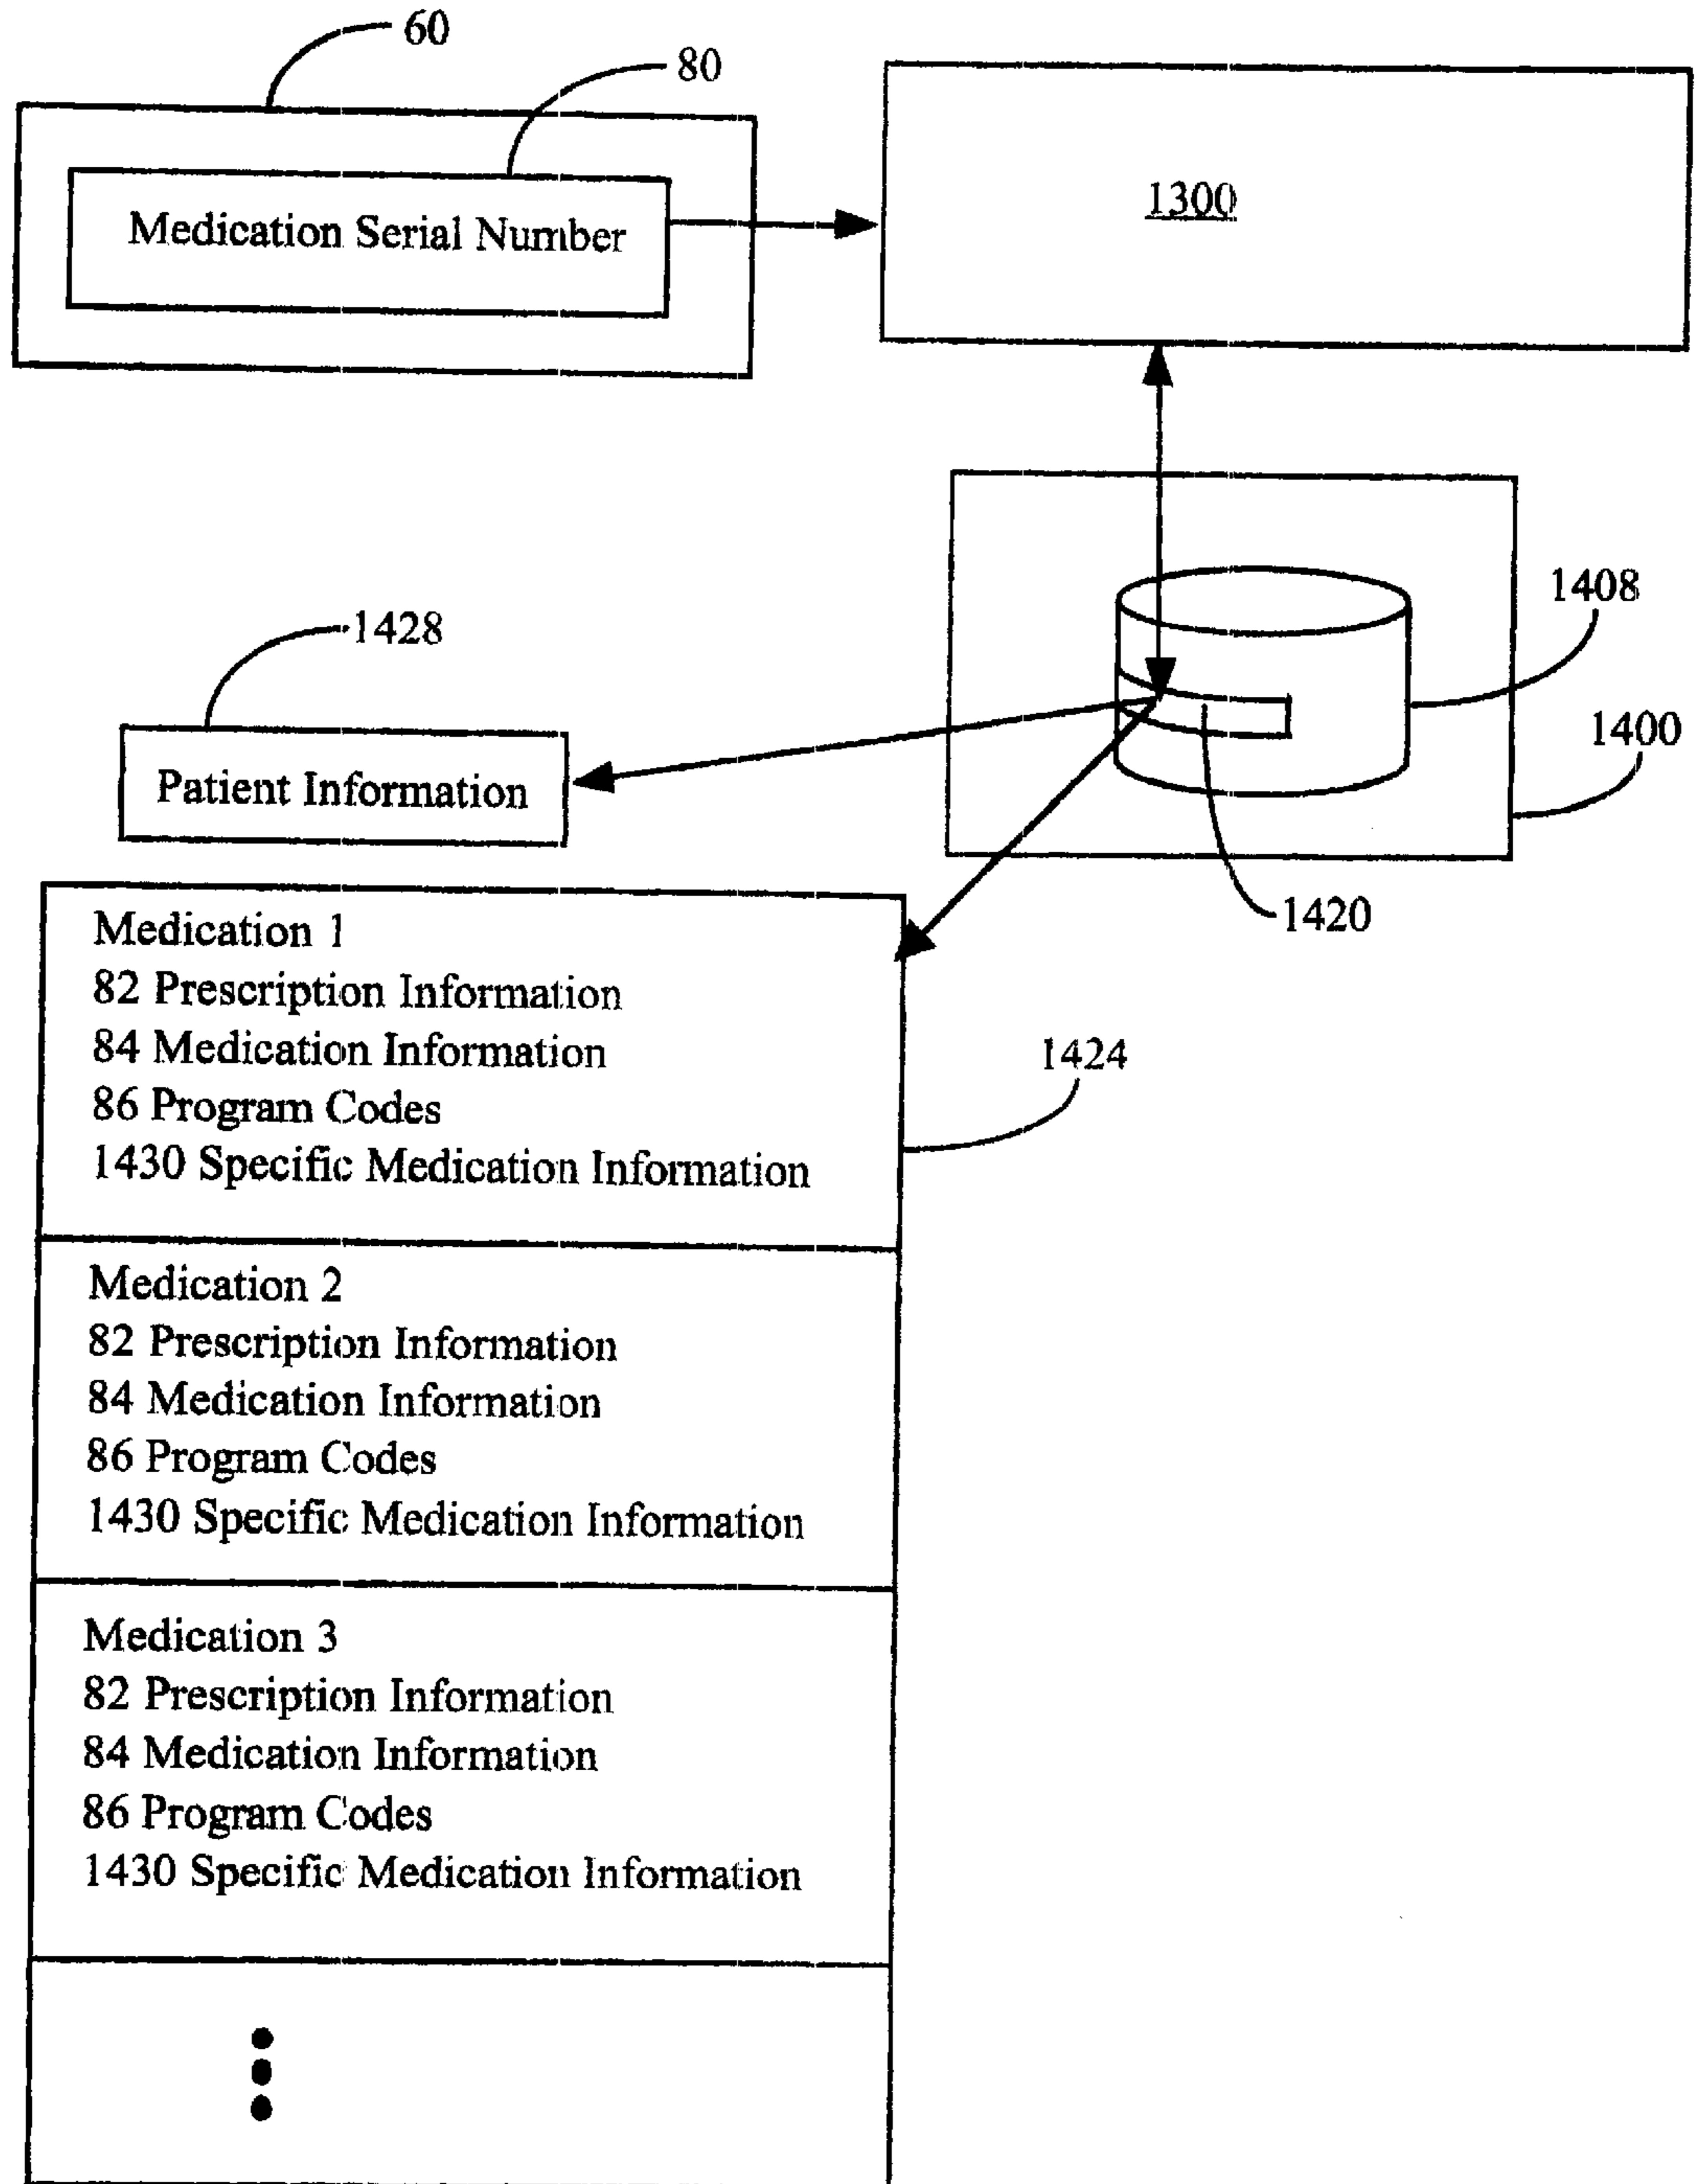 60
80
Medication Serial Number
1300
1408
1428
1400
Patient Information
1420
Medication 1
82 Prescription Information
84 Medication Information
86 Program Codes
1430 Specific Medication Information
1424
Medication 2
82 Prescription Information
84 Medication Information
86 Program Codes
1430 Specific Medication Information
Medication 3
82 Prescription Information
84 Medication Information
86 Program Codes
1430 Specific Medication Information